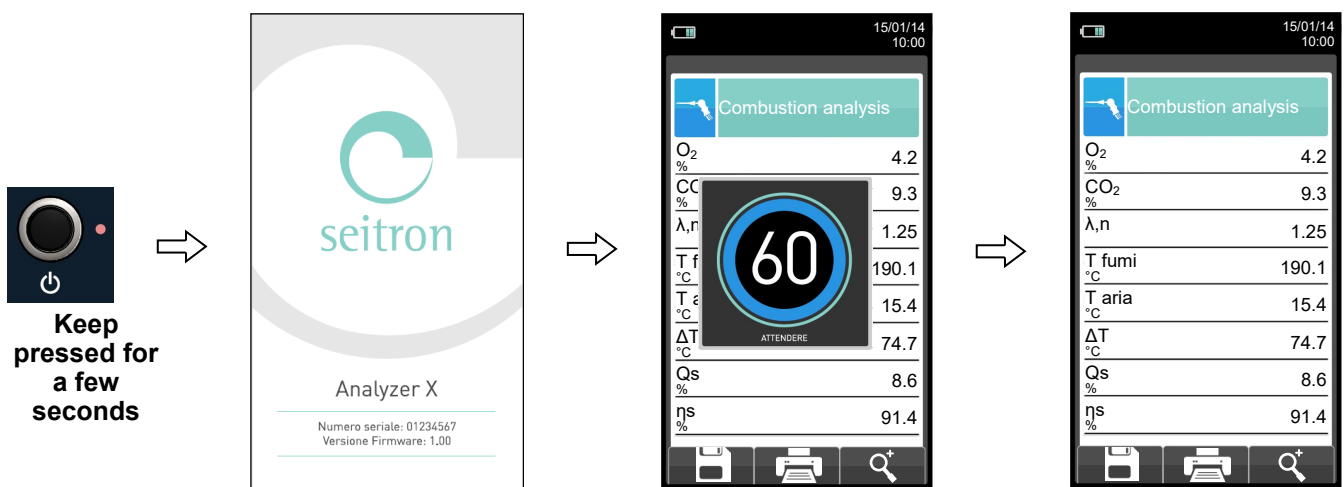 Keep
pressed for
a few
seconds
seitron
Analyzer X
Numero seriale: 01234567
Versione Firmware: 1.00
15/01/14
10:00
Combustion analysis
O2
% 4.2
CO
% 9.3
λ,n 1.25
T f
°C 190.1
T a
°C 15.4
ΔT
°C 74.7
Qs
% 8.6
ηs
% 91.4
60
ATTENDERE
15/01/14
10:00
Combustion analysis
O2
% 4.2
CO2
% 9.3
λ,n 1.25
T fumi
°C 190.1
T aria
°C 15.4
ΔT
°C 74.7
Qs
% 8.6
ηs
% 91.4